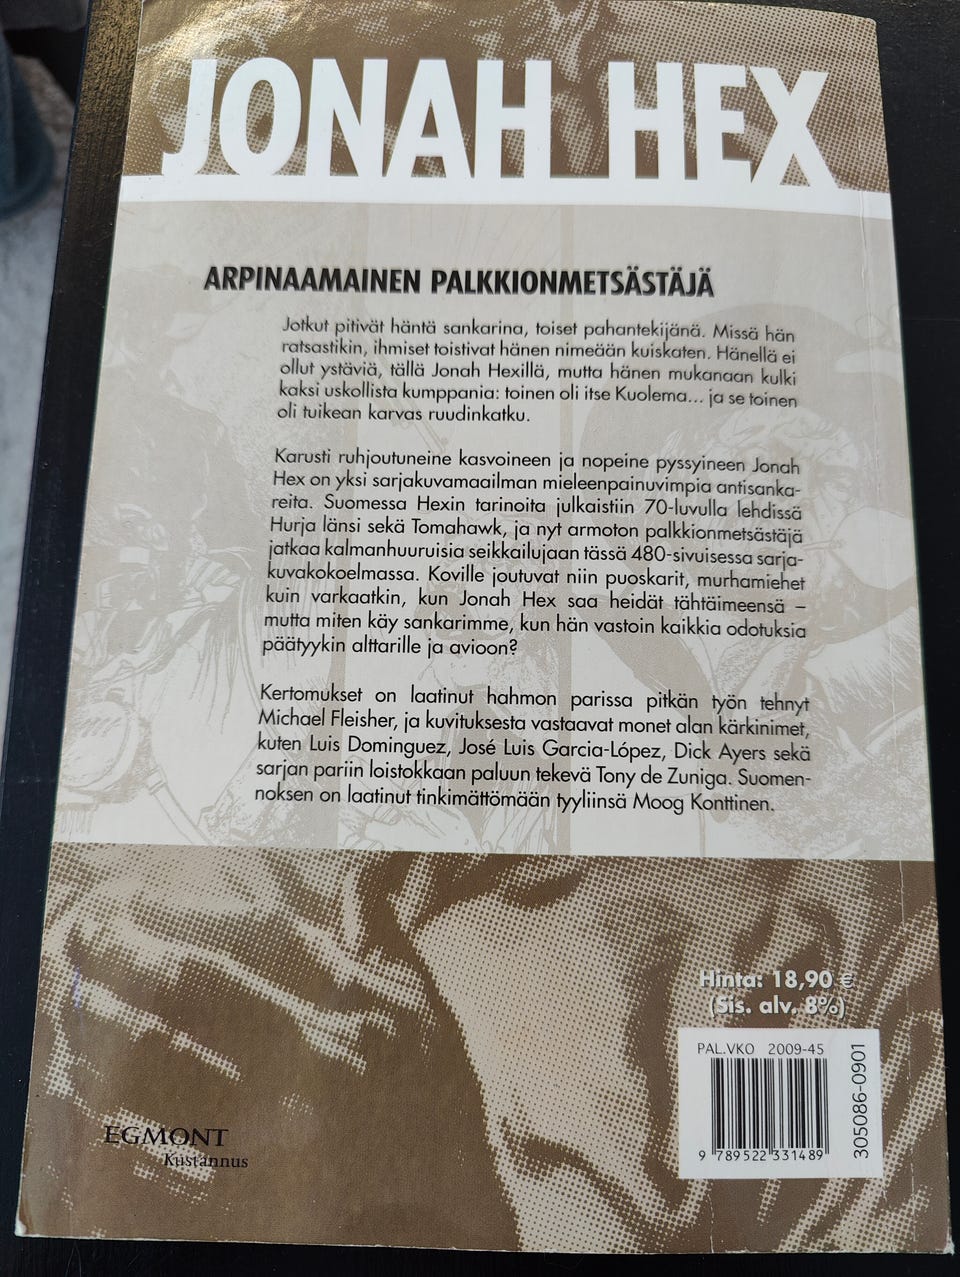 JONAH HEX
ARPINAAMAINEN PALKKIONMETSÄSTÄJÄ
Jotkut pitivät häntä sankarina, toiset pahantekijänä. Missä hän
ratsastikin, ihmiset toistivat hänen nimeään kuiskaten. Hänellä ei
ollut ystäviä, tällä Jonah Hexillä, mutta hänen mukanaan kulki
kaksi uskollista kumppania: toinen oli itse Kuolema... ja se toinen
oli tuikean karvas ruudinkatku.
Karusti ruhjoutuneine kasvoineen ja nopeine pyssyineen Jonah
Hex on yksi sarjakuvamaailman mieleenpainuvimpia antisanka-
reita. Suomessa Hexin tarinoita julkaistiin 70-luvulla lehdissä
Hurja länsi sekä Tomahawk, ja nyt armoton palkkionmetsästäjä
jatkaa kalmanhuuruisia seikkailujaan tässä 480-sivuisessa sarja-
kuvakokoelmassa. Koville joutuvat niin puoskarit, murhamiehet
kuin varkaatkin, kun Jonah Hex saa heidät tähtäimeensä –
mutta miten käy sankarimme, kun hän vastoin kaikkia odotuksia
päätyykin alttarille ja avioon?
Kertomukset on laatinut hahmon parissa pitkän työn tehnyt
Michael Fleisher, ja kuvituksesta vastaavat monet alan kärkinimet,
kuten Luis Dominguez, José Luis Garcia-López, Dick Ayers sekä
sarjan pariin loistokkaan paluun tekevä Tony de Zuniga. Suomen-
noksen on laatinut tinkimättömään tyyliinsä Moog Konttinen.
Hinta: 18,90 €
(Sis. alv. 8%)
PAL.VKO 2009-45
9 789522 331489
305086-0901
EGMONT
Kustannus